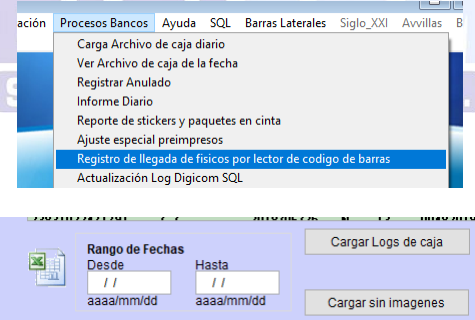 ación Procesos Bancos Ayuda SQL Barras Laterales Siglo_XXI Avvillas B
Carga Archivo de caja diario
Ver Archivo de caja de la fecha
Registrar Anulado
Informe Diario
Reporte de stickers y paquetes en cinta
Ajuste especial preimpresos
Registro de llegada de fisicos por lector de codigo de barras
Actualización Log Digicom SQL
Rango de Fechas
Desde Hasta
/ / / /
aaaa/mm/dd aaaa/mm/dd
Cargar Logs de caja
Cargar sin imagenes